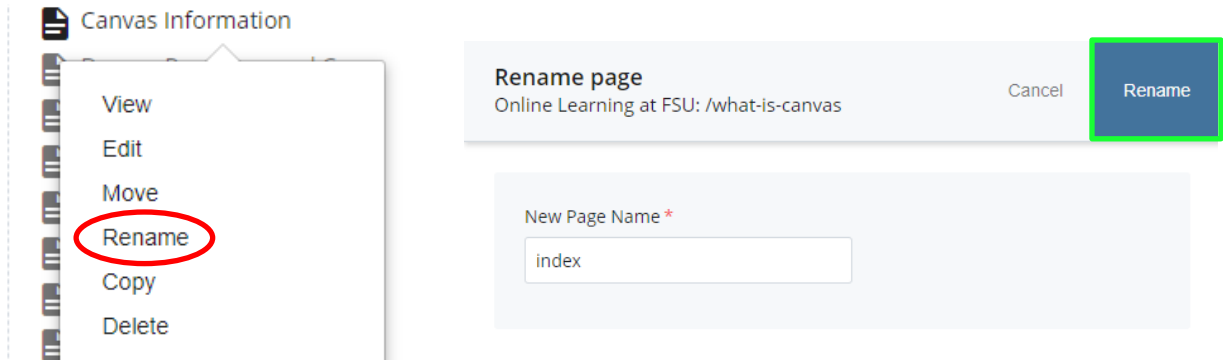 Canvas Information
View
Edit
Move
Rename
Copy
Delete
Rename page
Online Learning at FSU: /what-is-canvas
Cancel
Rename
New Page Name *
index